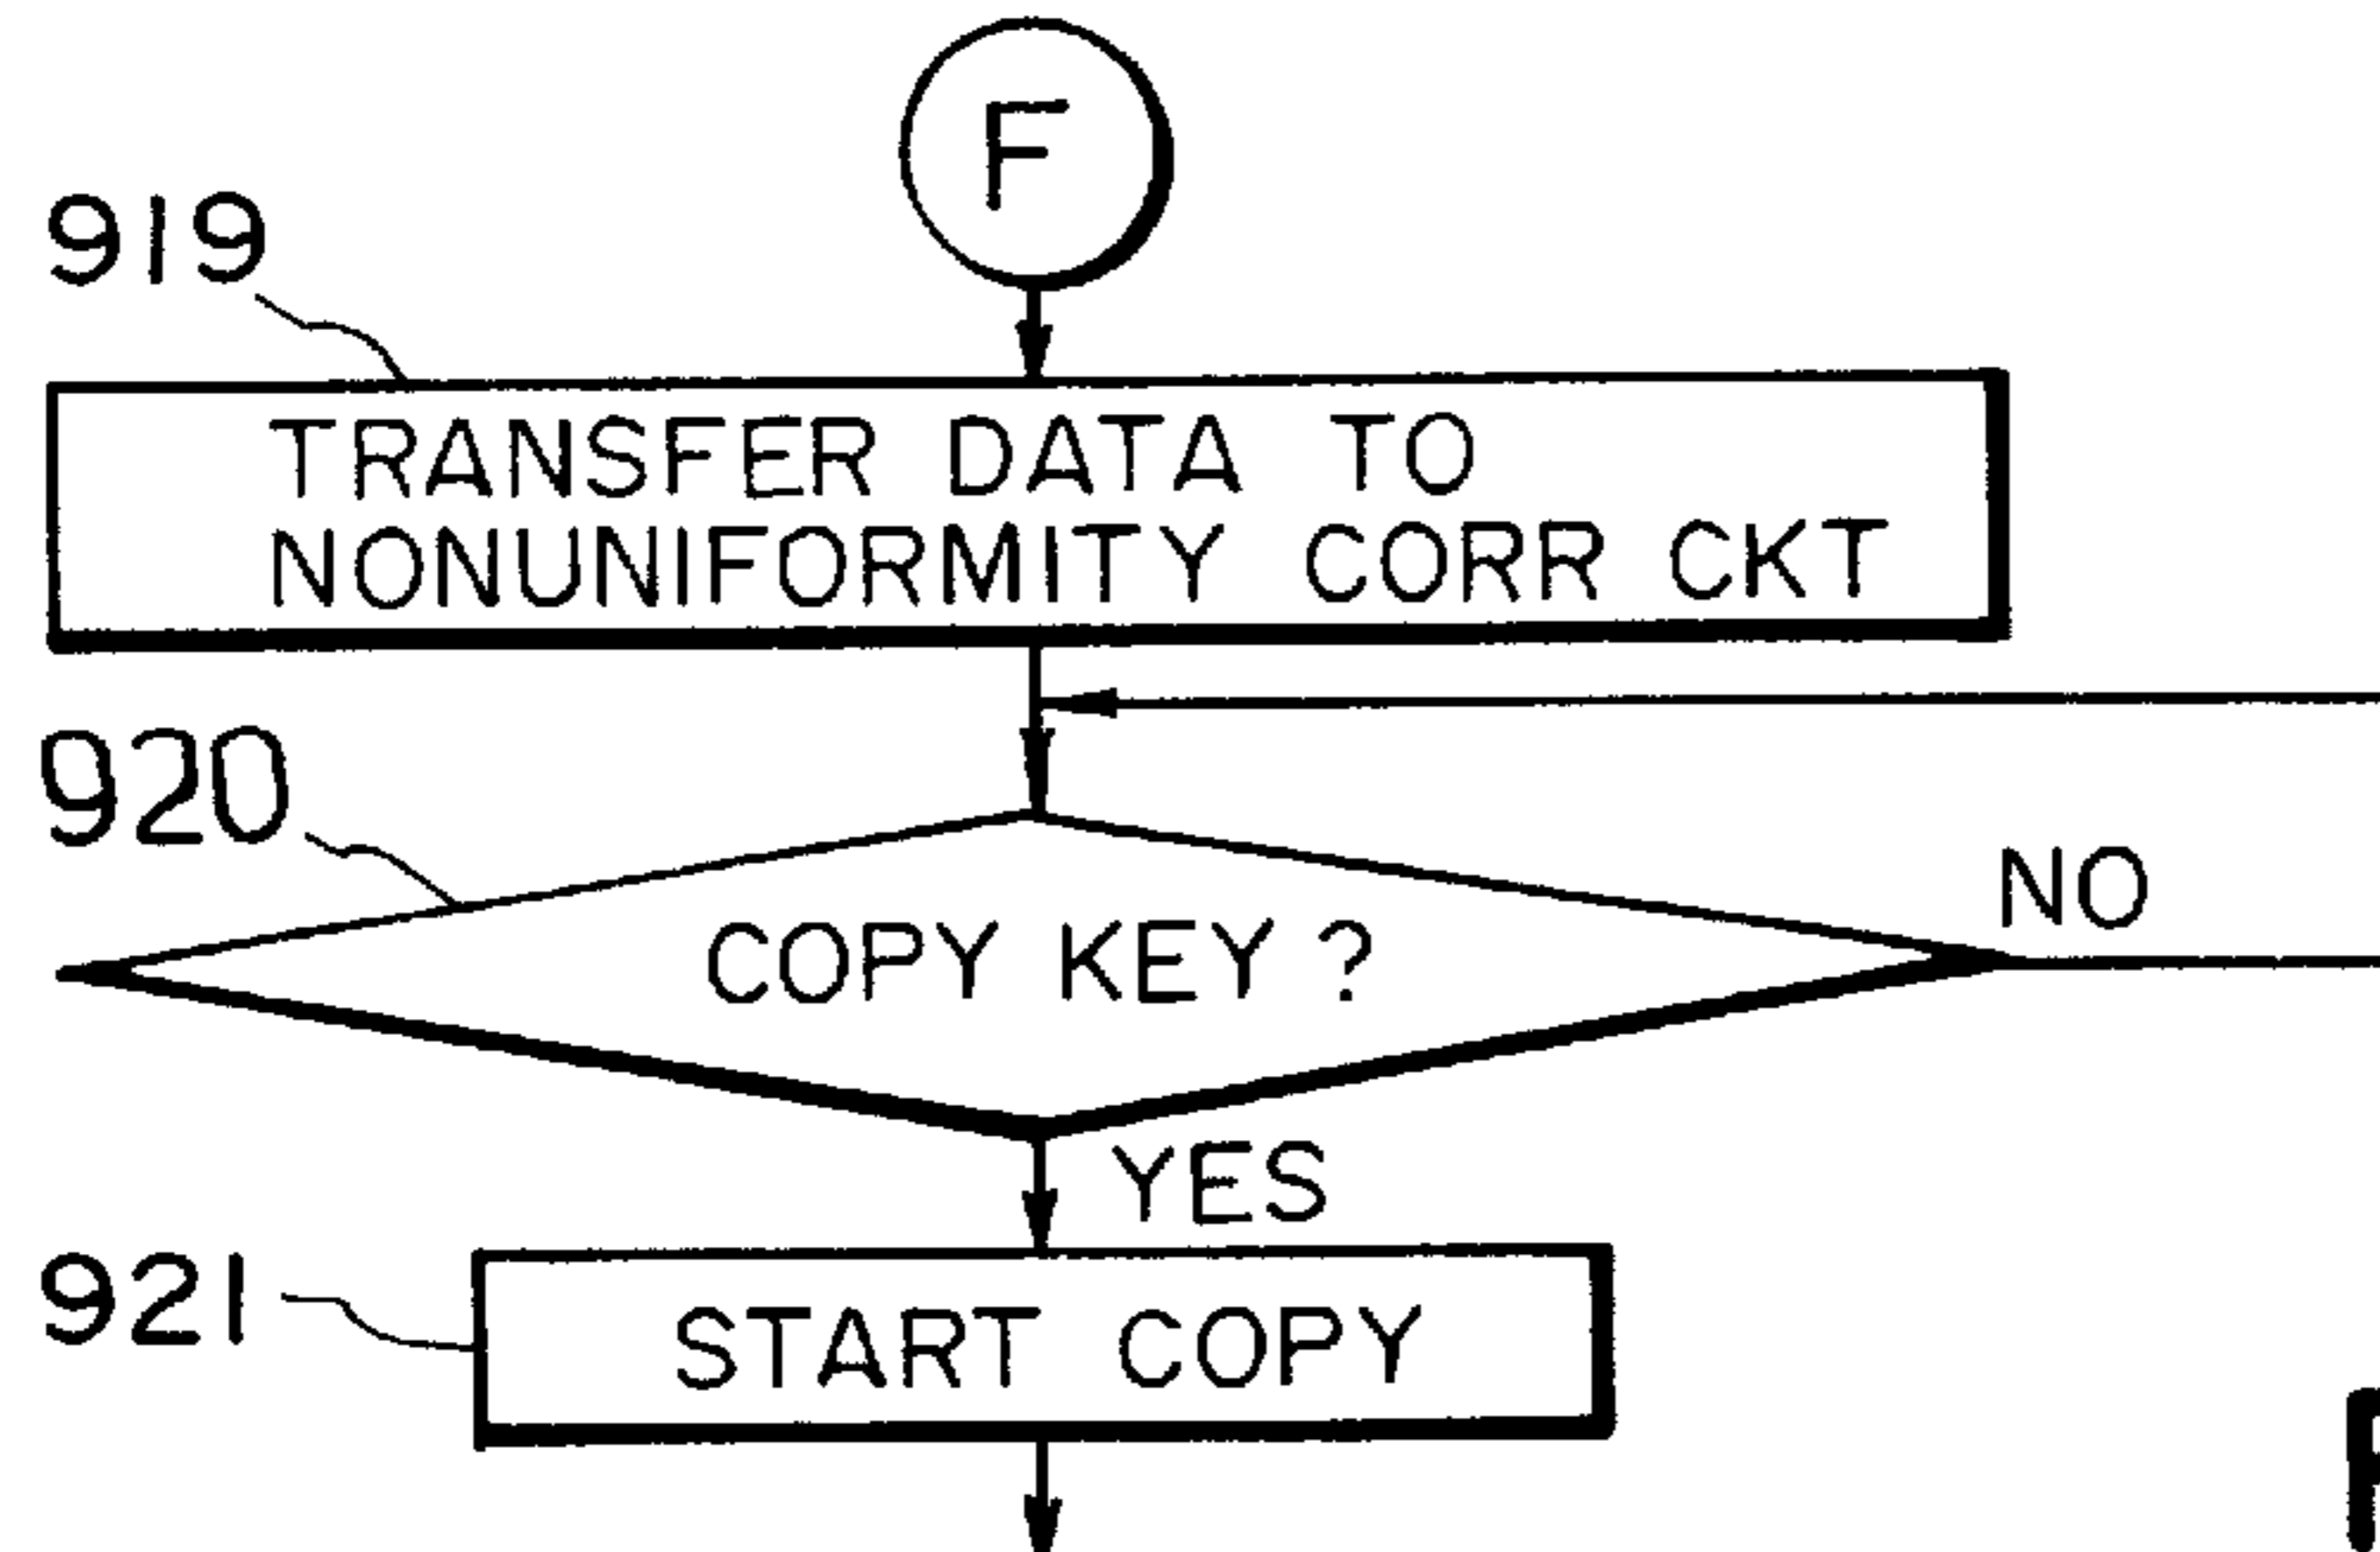 F
919
TRANSFER DATA TO
NONUNIFORMITY CORR CKT
920
COPY KEY ?
NO
YES
921
START COPY